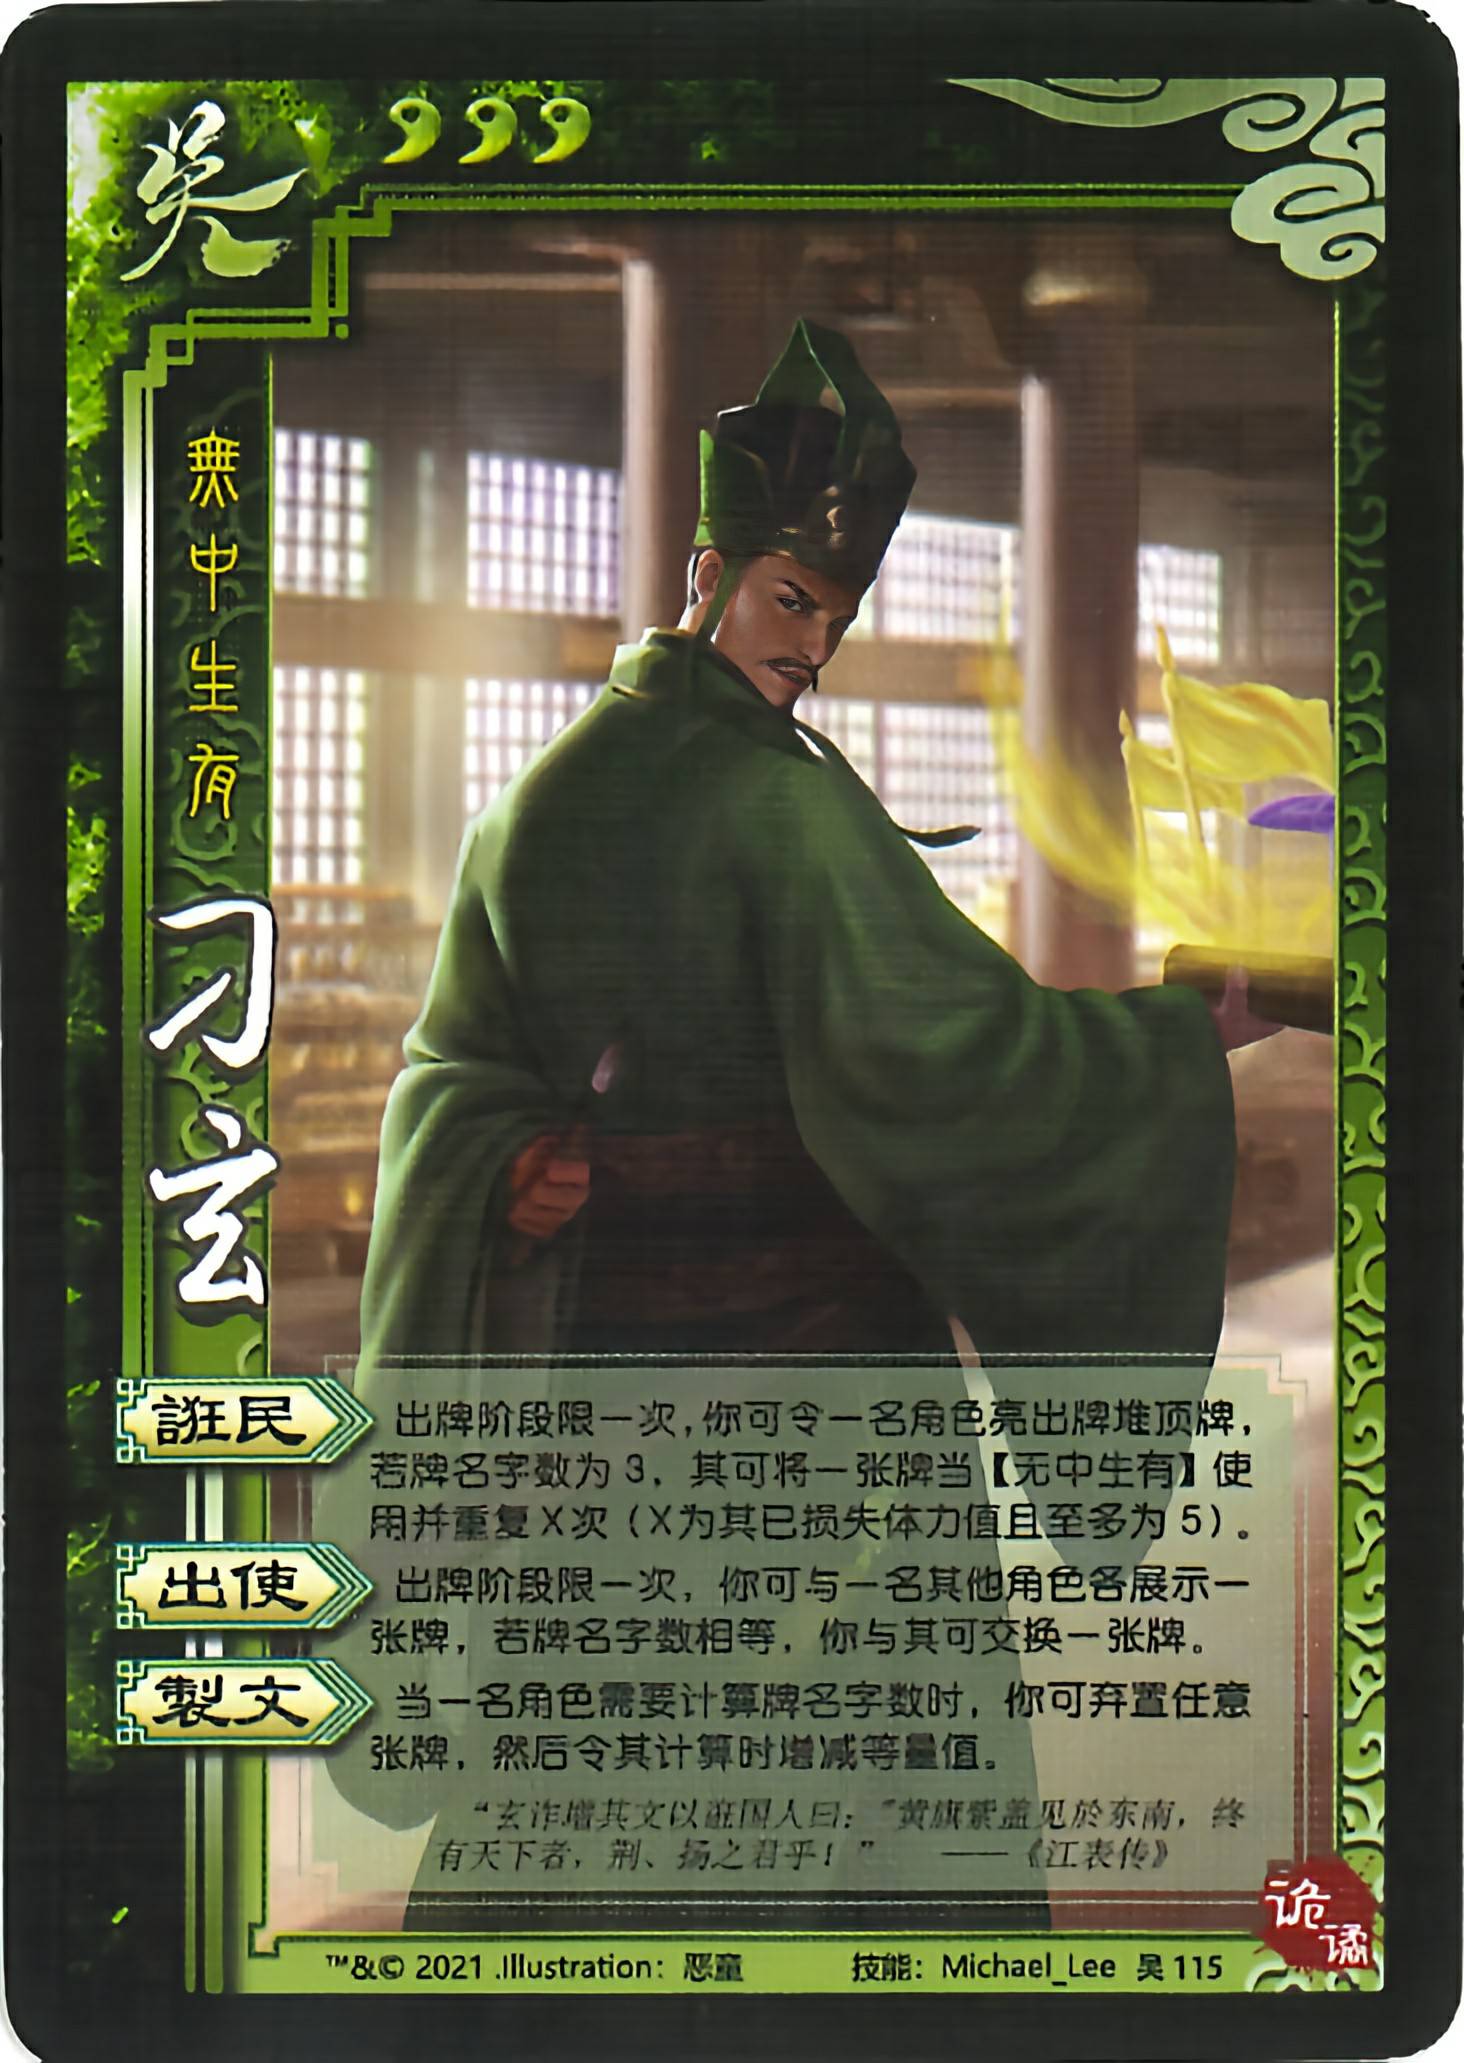 吴
無中生有
刁玄
誑民
出牌阶段限一次,你可令一名角色亮出牌堆顶牌,
若牌名字数为 3，其可将一张牌当【无中生有】使
用并重复X次（X为其已损失体力值且至多为 5）。
出使
出牌阶段限一次，你可与一名其他角色各展示一
张牌，若牌名字数相等，你与其可交换一张牌。
製文
当一名角色需要计算牌名字数时，你可弃置任意
张牌，然后令其计算时增减等量值。
“玄诈增其文以诳国人曰：“黄旗紫盖见於东南，终
有天下者，荆、扬之君乎！” ——《江表传》
诡谲
™&© 2021 .Illustration：恶童 技能：Michael_Lee 吴 115